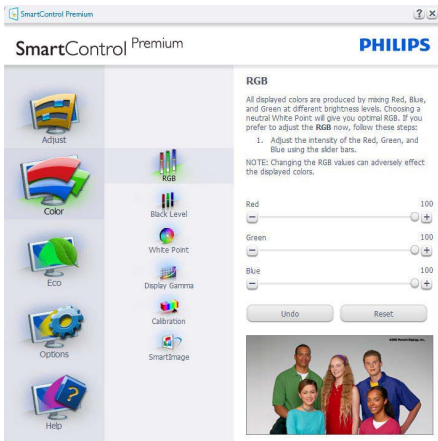 SmartControl Premium
SmartControl Premium
PHILIPS
Adjust
Color
Eco
Options
Help
RGB
Black Level
White Point
Display Gamma
Calibration
SmartImage
RGB
All displayed colors are produced by mixing Red, Blue,
and Green at different brightness levels. Choosing a
neutral White Point will give you optimal RGB. If you
prefer to adjust the RGB now, follow these steps:
1. Adjust the intensity of the Red, Green, and
Blue using the slider bars.
NOTE: Changing the RGB values can adversely effect
the displayed colors.
Red 100
Green 100
Blue 100
Undo
Reset